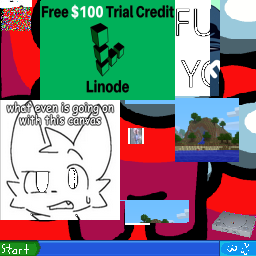 Free $100 Trial Credit
FU
YO
Linode
what even is going on
with this canvas
Start